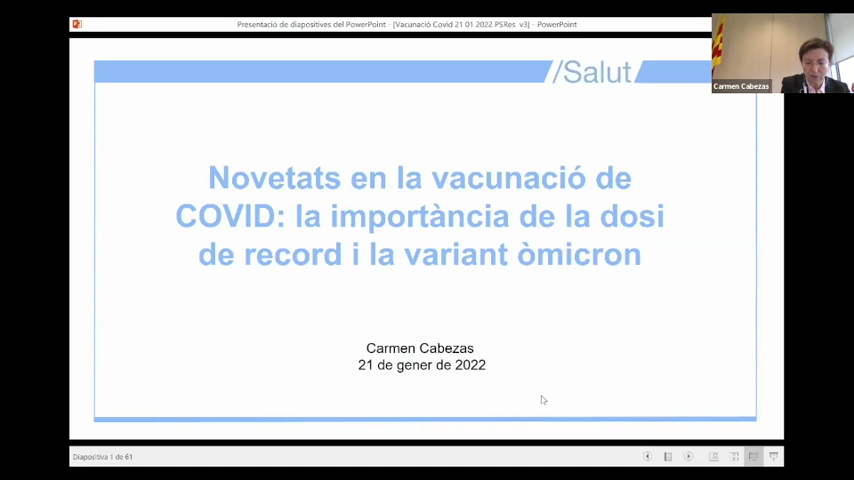 Presentació de diapositives del PowerPoint - [Vacunació Covid 21 01 2022 PSRes v3] - PowerPoint
/Salut
Carmen Cabezas
Novetats en la vacunació de
COVID: la importància de la dosi
de record i la variant òmicron
Carmen Cabezas
21 de gener de 2022
Diapositiva 1 de 61